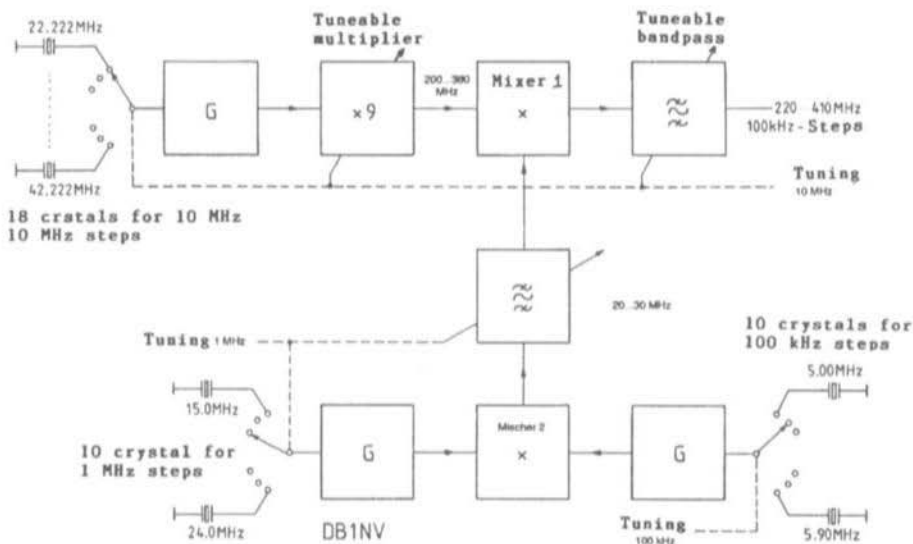 22.222MHz
Tuneable
multiplier
Tuneable
bandpass
G
×9
200...380
MHz
Mixer 1
×
220 410MHz
100kHz-Steps
42.222MHz
Tuning
10 MHz
18 crstals for 10 MHz
10 MHz steps
20...30 MHz
Tuning 1 MHz
10 crystals for
100 kHz steps
5.00MHz
15.0MHz
10 crystal for
1 MHz steps
G
Mischer 2
×
G
24.0MHz
DB1NV
Tuning
100 kHz
5.90MHz